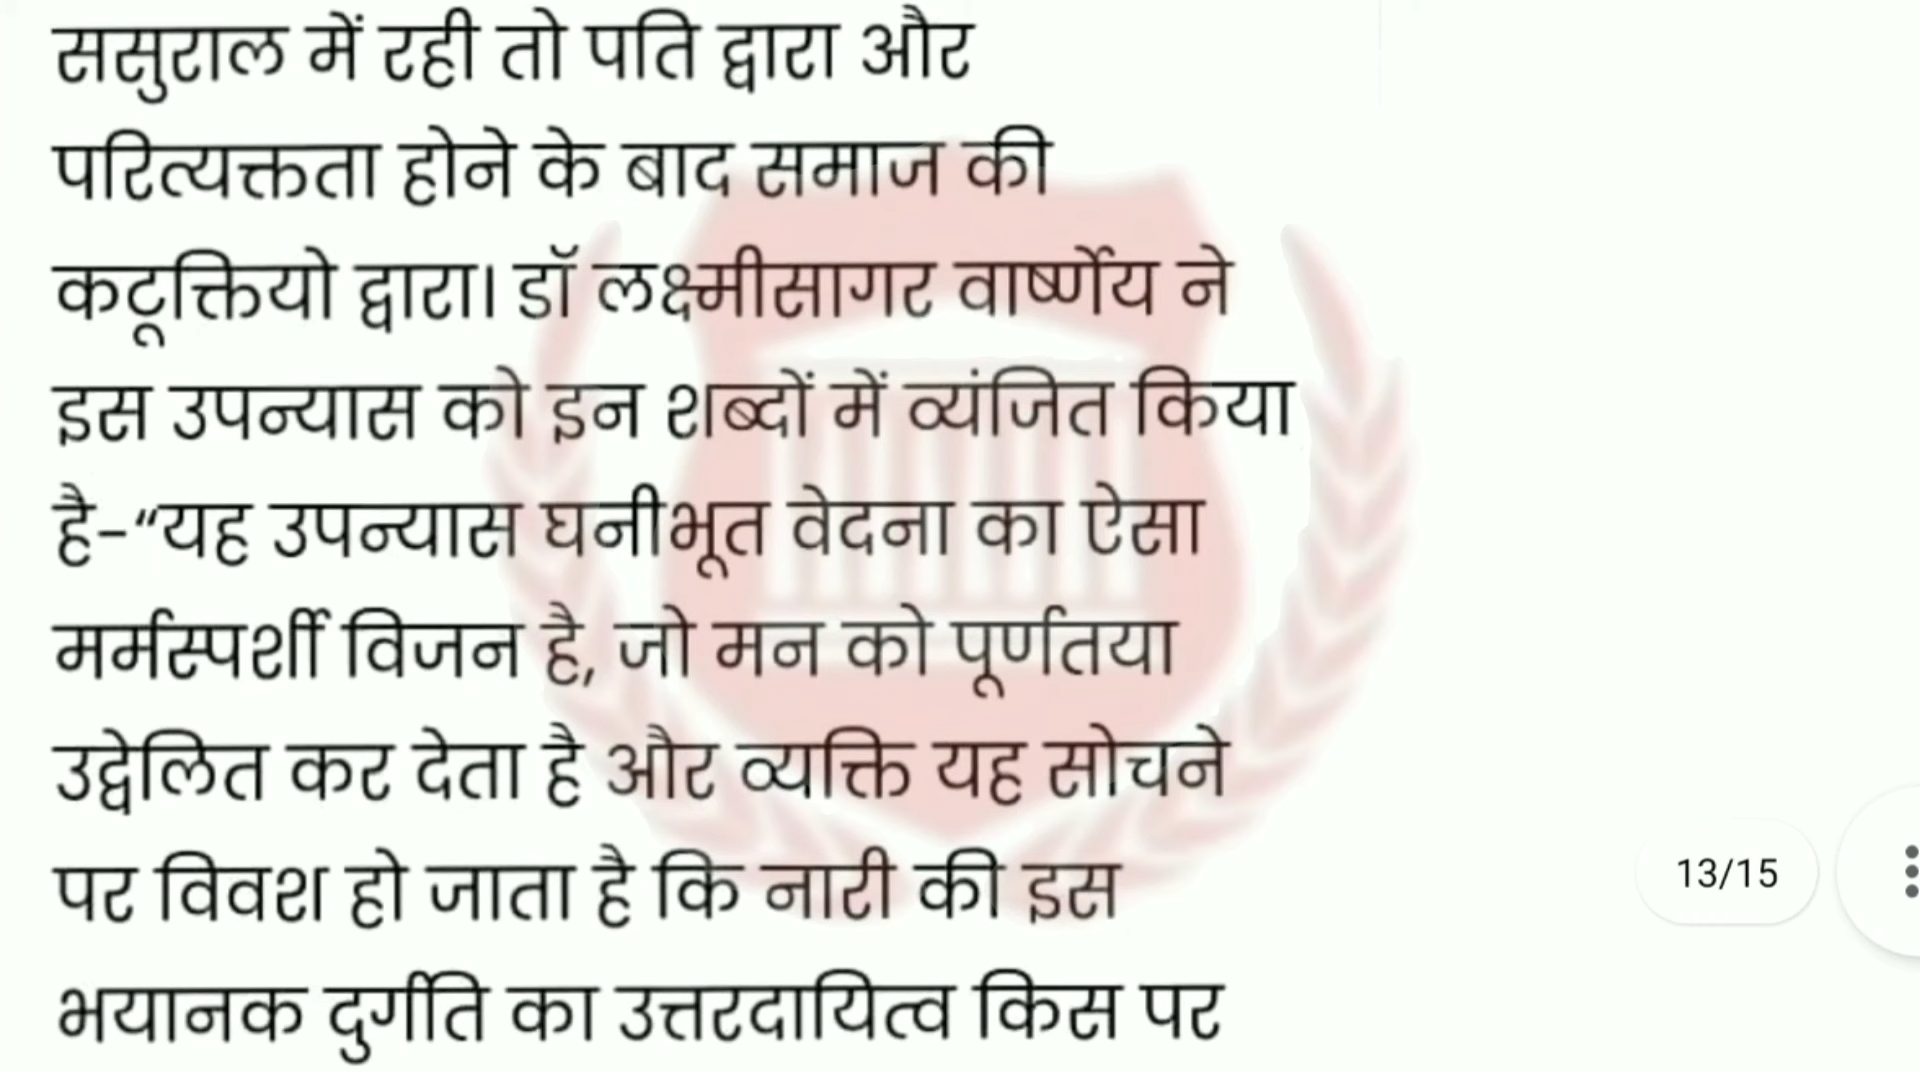 ससुराल में रही तो पति द्वारा और
परित्यक्तता होने के बाद समाज की
कटूक्तियो द्वारा। डॉ लक्ष्मीसागर वार्ष्णेय ने
इस उपन्यास को इन शब्दों में व्यंजित किया
है-“यह उपन्यास घनीभूत वेदना का ऐसा
मर्मस्पर्शी विजन है, जो मन को पूर्णतया
उद्वेलित कर देता है और व्यक्ति यह सोचने
पर विवश हो जाता है कि नारी की इस
13/15
भयानक दुर्गति का उत्तरदायित्व किस पर